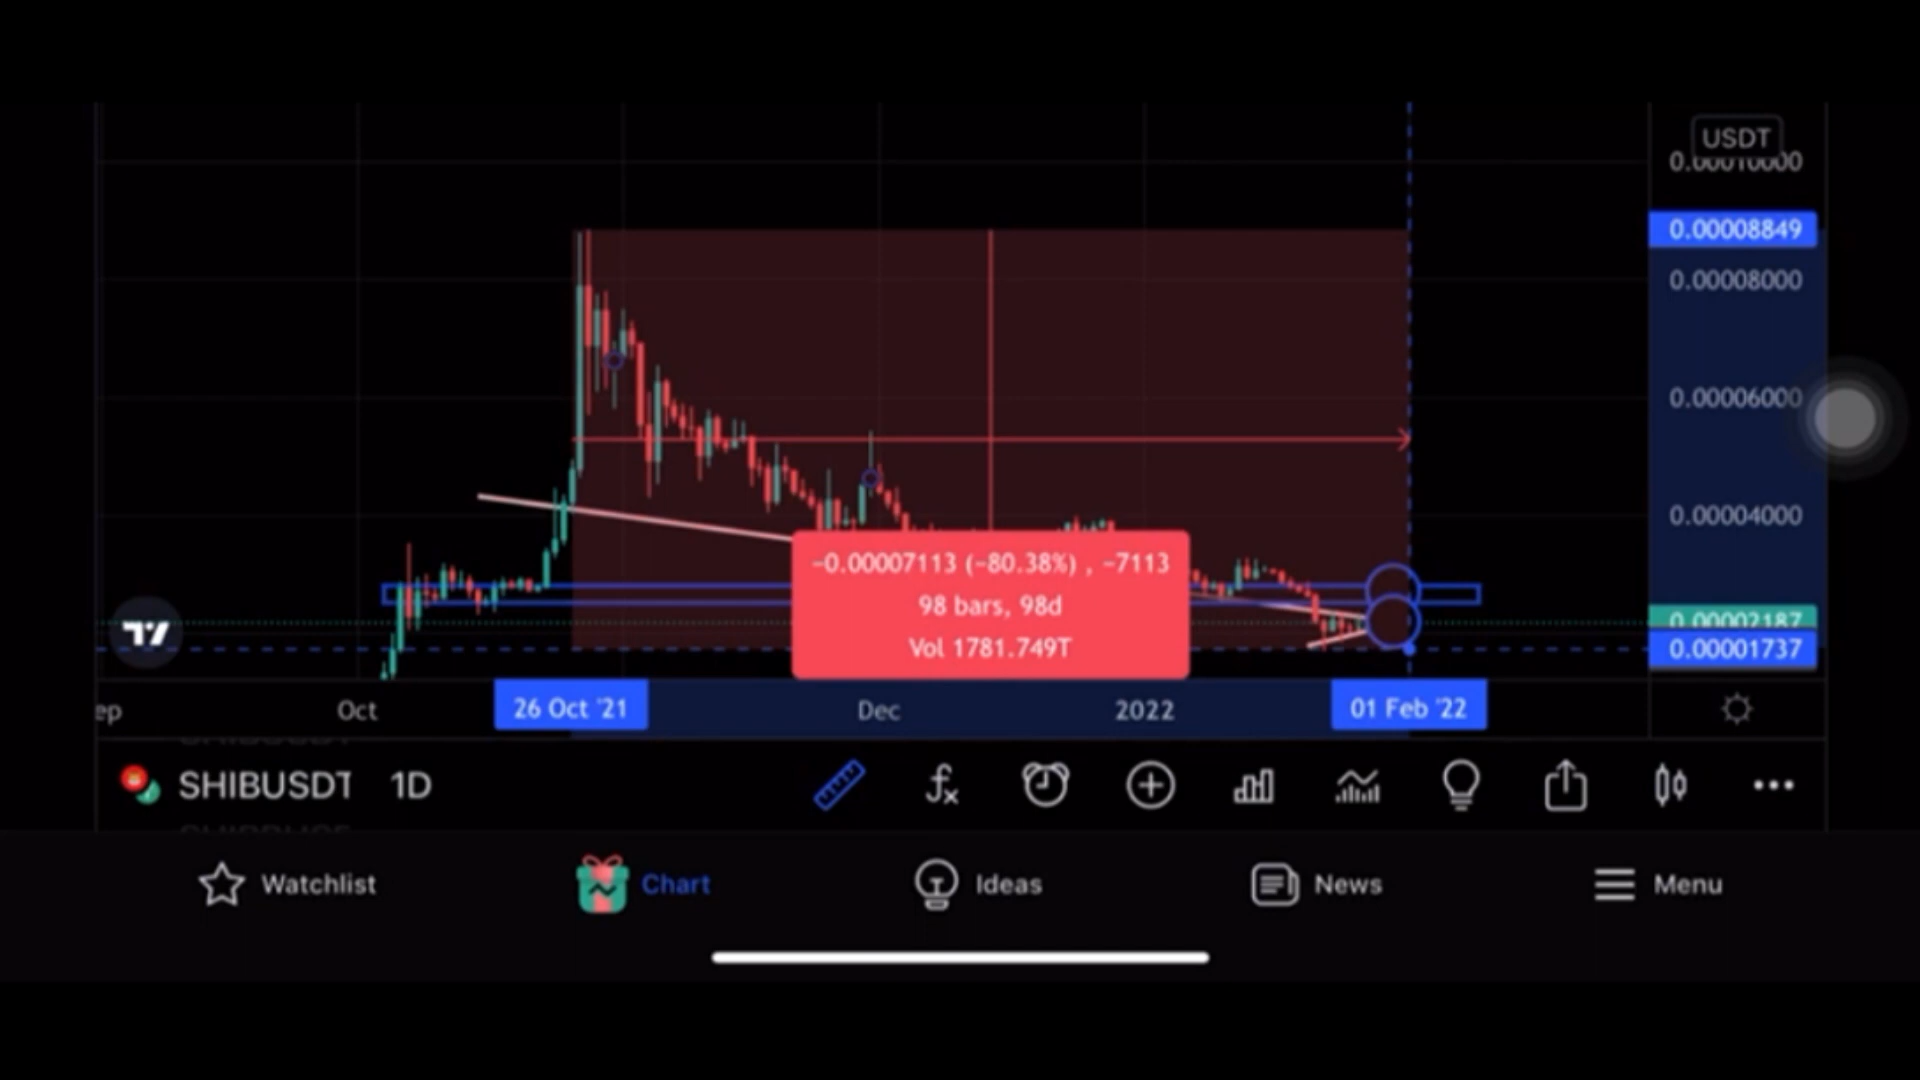 USDT
0.00010000
0.00008849
0.00008000
0.00006000
0.00004000
-0.00007113 (-80.38%) , -7113
98 bars, 98d
Vol 1781.749T
0.00002187
0.00001737
ep
Oct
26 Oct '21
Dec
2022
01 Feb '22
SHIBUSDT 1D
Watchlist
Chart
Ideas
News
Menu